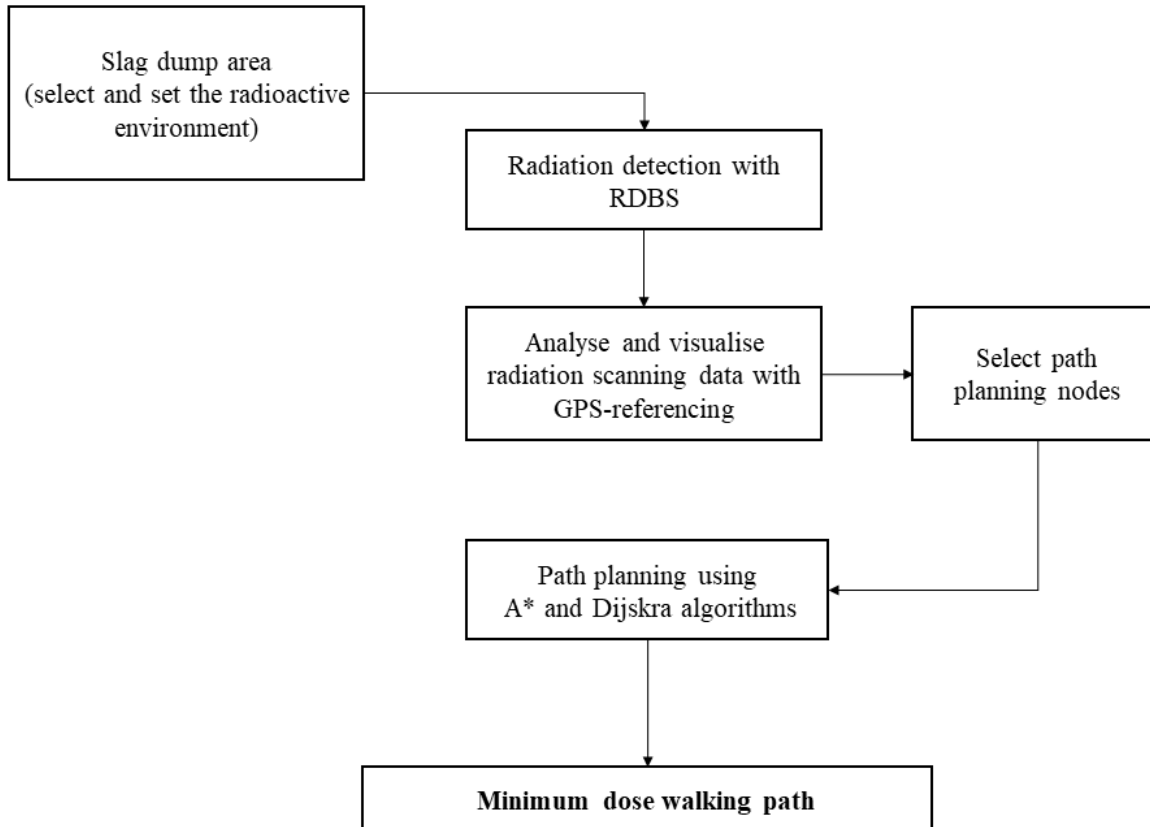 Slag dump area
(select and set the radioactive
environment)
Radiation detection with
RDBS
Analyse and visualise
radiation scanning data with
GPS-referencing
Select path
planning nodes
Path planning using
A* and Dijskra algorithms
Minimum dose walking path